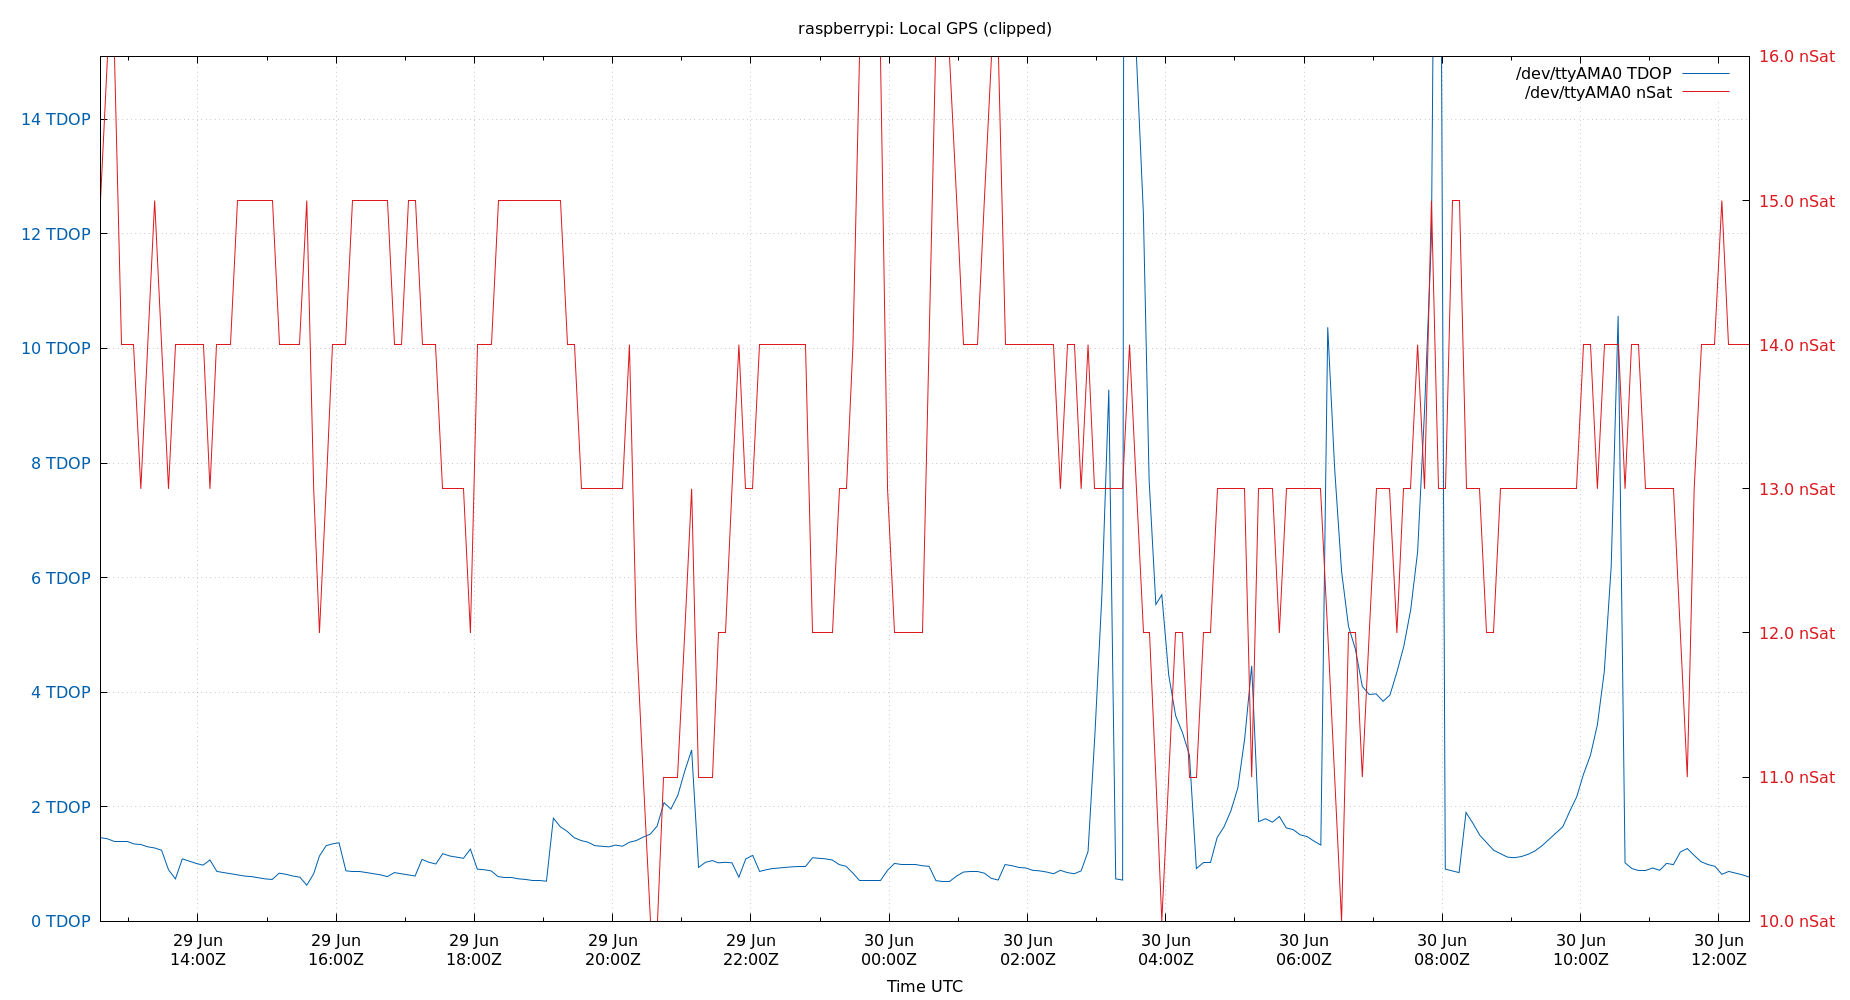 raspberrypi: Local GPS (clipped)
/dev/ttyAMA0 TDOP
/dev/ttyAMA0 nSat
14 TDOP
12 TDOP
10 TDOP
8 TDOP
6 TDOP
4 TDOP
2 TDOP
0 TDOP
16.0 nSat
15.0 nSat
14.0 nSat
13.0 nSat
12.0 nSat
11.0 nSat
10.0 nSat
29 Jun
14:00Z
29 Jun
16:00Z
29 Jun
18:00Z
29 Jun
20:00Z
29 Jun
22:00Z
30 Jun
00:00Z
30 Jun
02:00Z
30 Jun
04:00Z
30 Jun
06:00Z
30 Jun
08:00Z
30 Jun
10:00Z
30 Jun
12:00Z
Time UTC